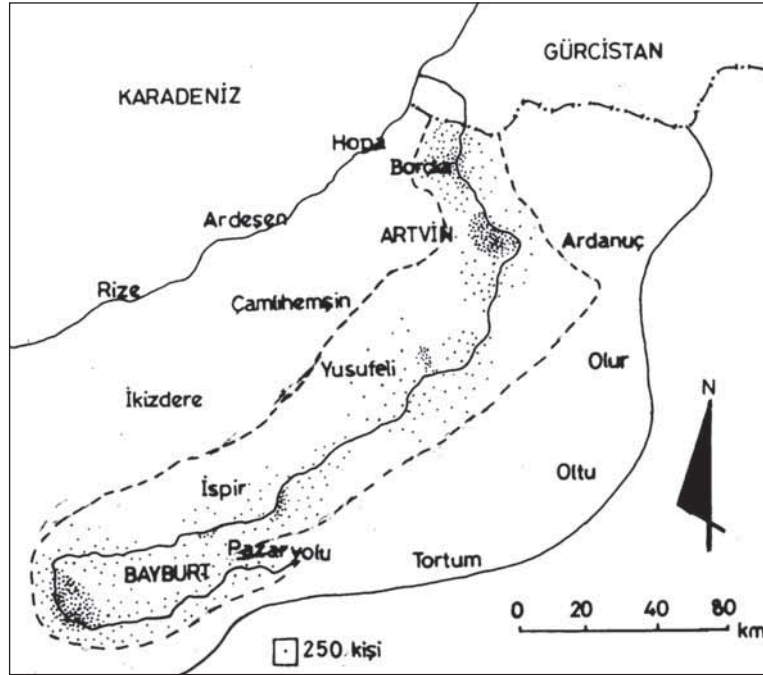 GÜRCİSTAN
KARADENİZ
Hopa
Borçka
Ardeşen
ARTVİN
Ardanuç
Rize
Çamlıhemşin
Yusufeli
Olur
İkizdere
N
İspir
Oltu
Pazaryolu
Tortum
BAYBURT
0 20 40 80
km
250 kişi